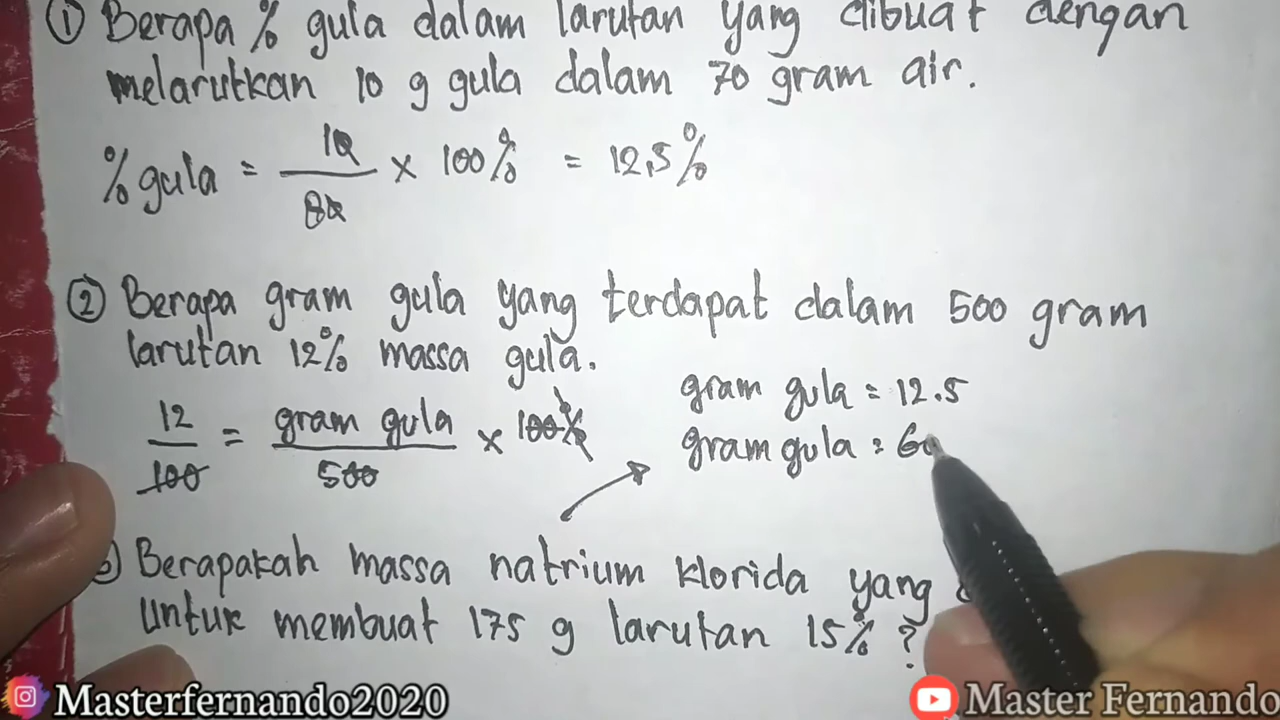 ① Berapa % gula dalam larutan yang dibuat dengan
melarutkan 10 g gula dalam 70 gram air.
% gula = 10/80 × 100% = 12,5%
② Berapa gram gula yang terdapat dalam 500 gram
larutan 12% massa gula.
12/100 = gram gula/500 × 100%
gram gula = 12.5
gram gula = 60
Berapakah massa natrium klorida yang
untuk membuat 175 g larutan 15% ?
Masterfernando2020
Master Fernando